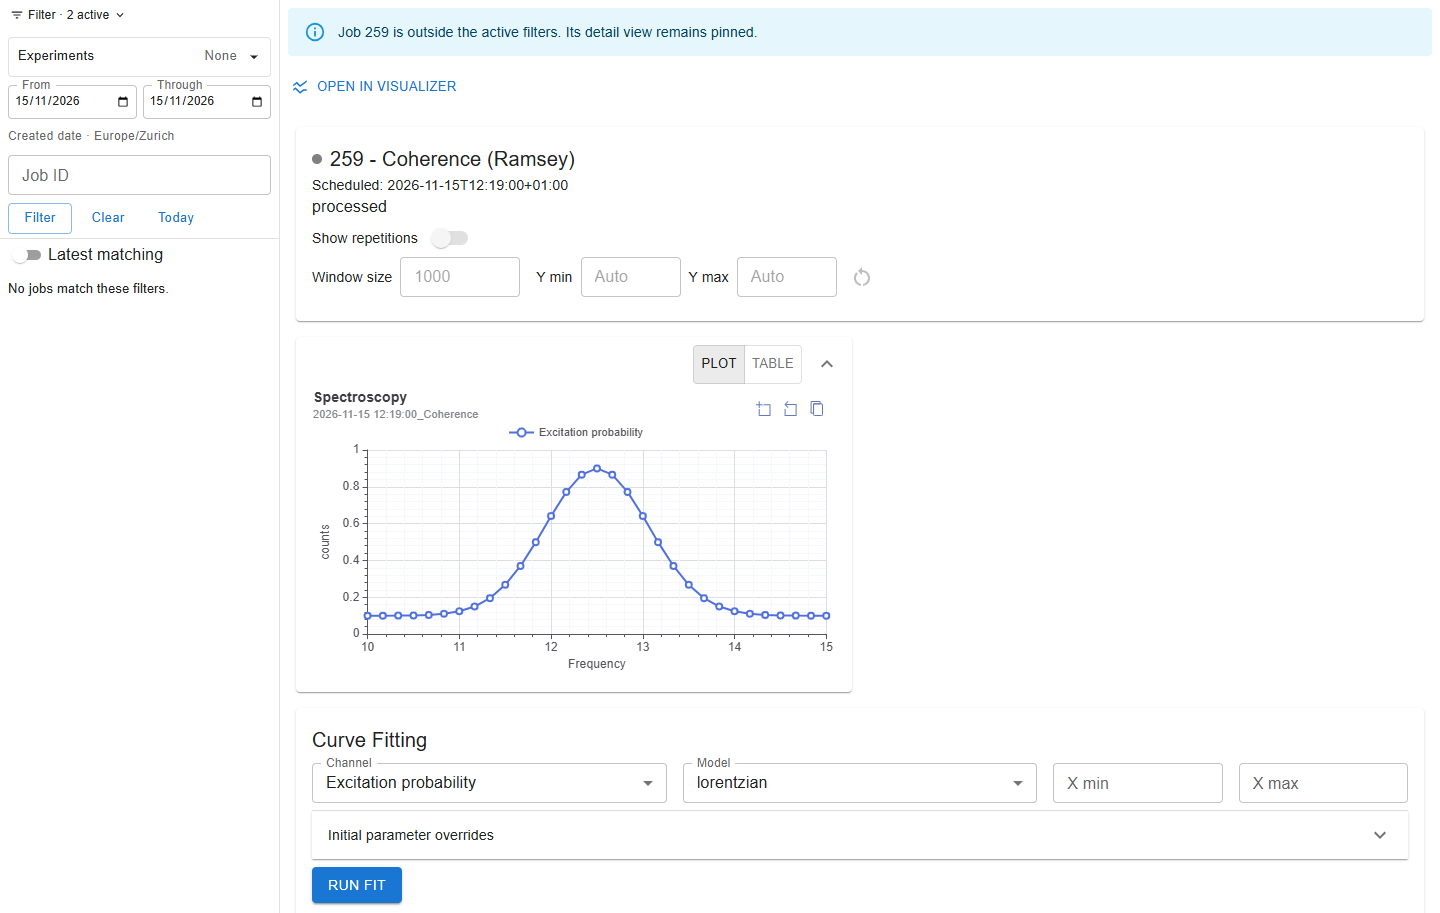 Filter · 2 active
Experiments None
From
15/11/2026
Through
15/11/2026
Created date · Europe/Zurich
Job ID
Filter Clear Today
Latest matching
No jobs match these filters.
Job 259 is outside the active filters. Its detail view remains pinned.
OPEN IN VISUALIZER
259 - Coherence (Ramsey)
Scheduled: 2026-11-15T12:19:00+01:00
processed
Show repetitions
Window size 1000 Y min Auto Y max Auto
PLOT TABLE
Spectroscopy
2026-11-15 12:19:00_Coherence
Excitation probability
1
0.8
0.6
0.4
0.2
0
counts
10 11 12 13 14 15
Frequency
Curve Fitting
Channel
Excitation probability
Model
lorentzian
X min
X max
Initial parameter overrides
RUN FIT